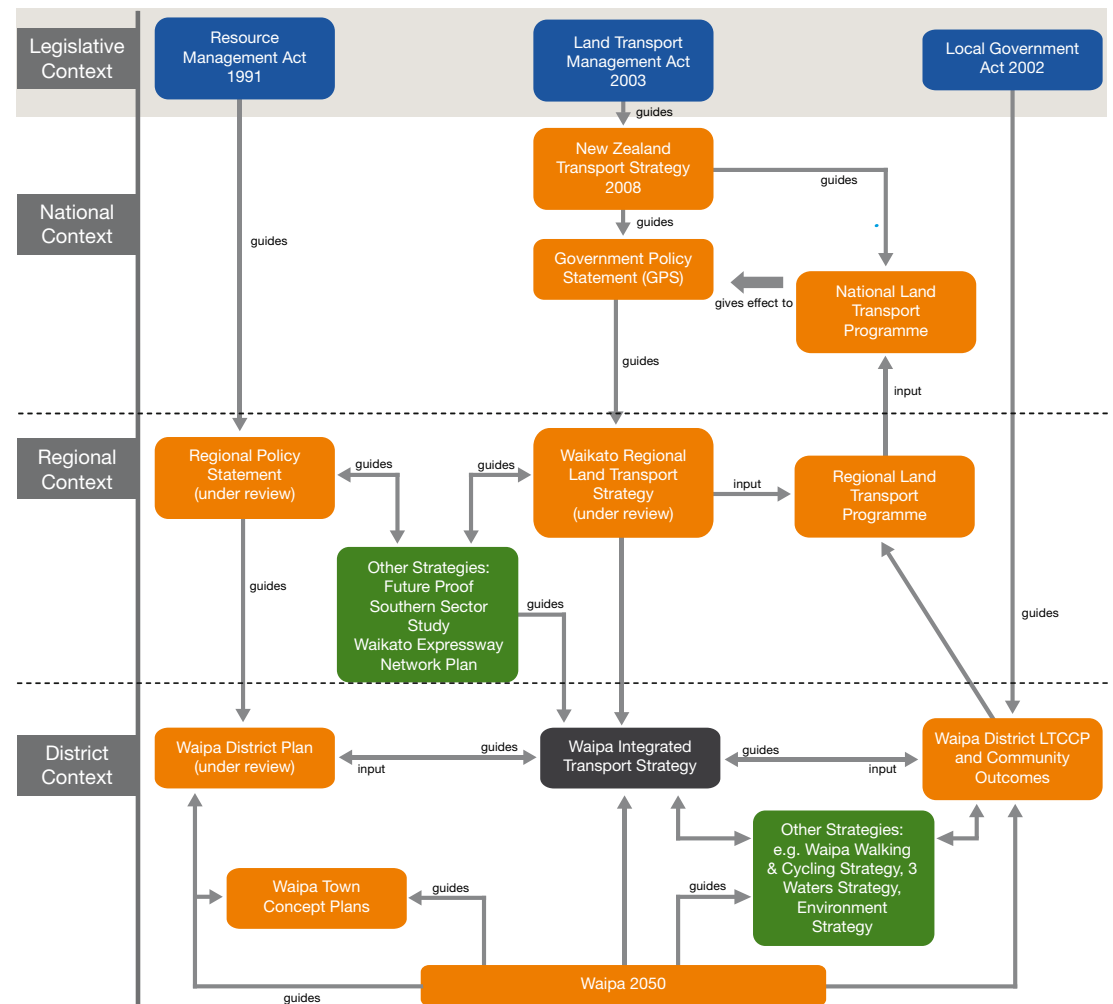 Legislative
Context
Resource
Management Act
1991
Land Transport
Management Act
2003
Local Government
Act 2002
guides
National
Context
New Zealand
Transport Strategy
2008
guides
guides
guides
Government Policy
Statement (GPS)
gives effect to
National Land
Transport
Programme
guides
input
Regional
Context
Regional Policy
Statement
(under review)
guides
guides
Waikato Regional
Land Transport
Strategy
(under review)
input
Regional Land
Transport
Programme
guides
Other Strategies:
Future Proof
Southern Sector
Study
Waikato Expressway
Network Plan
guides
guides
District
Context
Waipa District Plan
(under review)
guides
input
Waipa Integrated
Transport Strategy
guides
input
Waipa District LTCCP
and Community
Outcomes
Waipa Town
Concept Plans
guides
guides
Other Strategies:
e.g. Waipa Walking
& Cycling Strategy, 3
Waters Strategy,
Environment
Strategy
Waipa 2050
guides